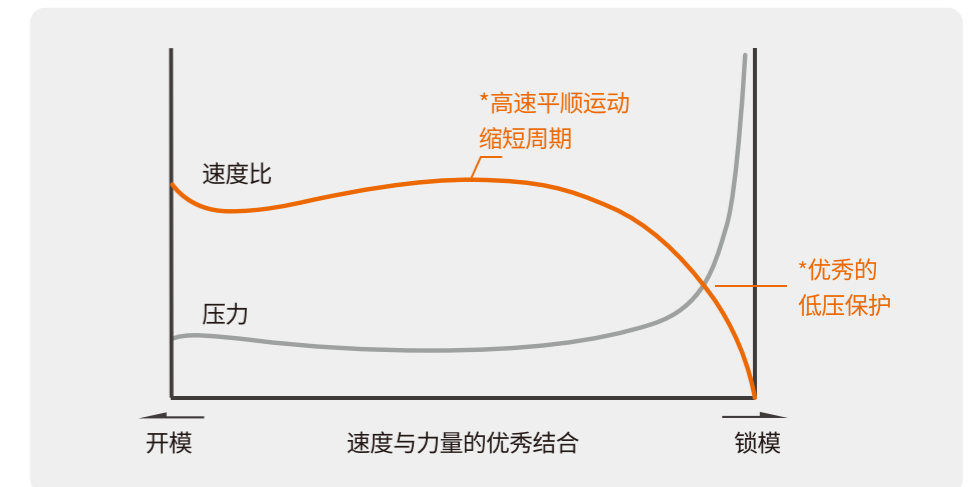 *高速平顺运动
缩短周期
速度比
*优秀的
低压保护
压力
开模
速度与力量的优秀结合
锁模